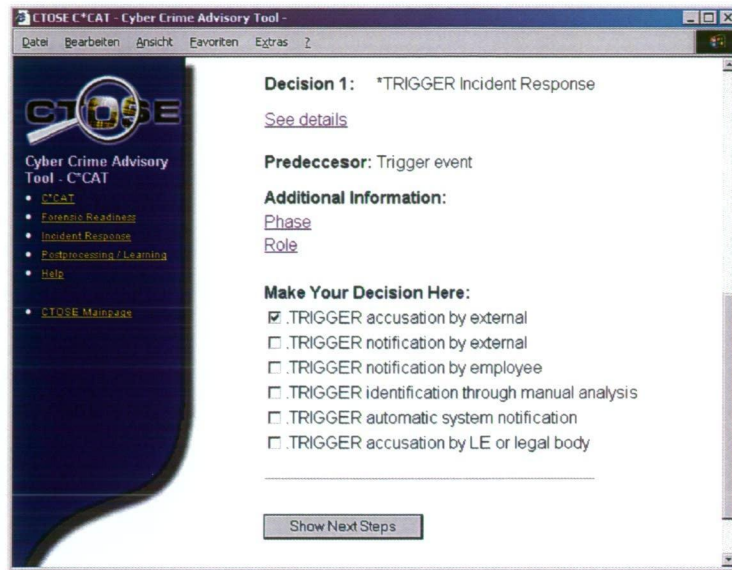 CTOSE C*CAT - Cyber Crime Advisory Tool -
Datei Bearbeiten Ansicht Favoriten Extras ?
CTOSE
Cyber Crime Advisory
Tool - C*CAT
C*CAT
Forensic Readiness
Incident Response
Postprocessing / Learning
Help
CTOSE Mainpage
Decision 1: *TRIGGER Incident Response
See details
Predeccesor: Trigger event
Additional Information:
Phase
Role
Make Your Decision Here:
.TRIGGER accusation by external
.TRIGGER notification by external
.TRIGGER notification by employee
.TRIGGER identification through manual analysis
.TRIGGER automatic system notification
.TRIGGER accusation by LE or legal body
Show Next Steps